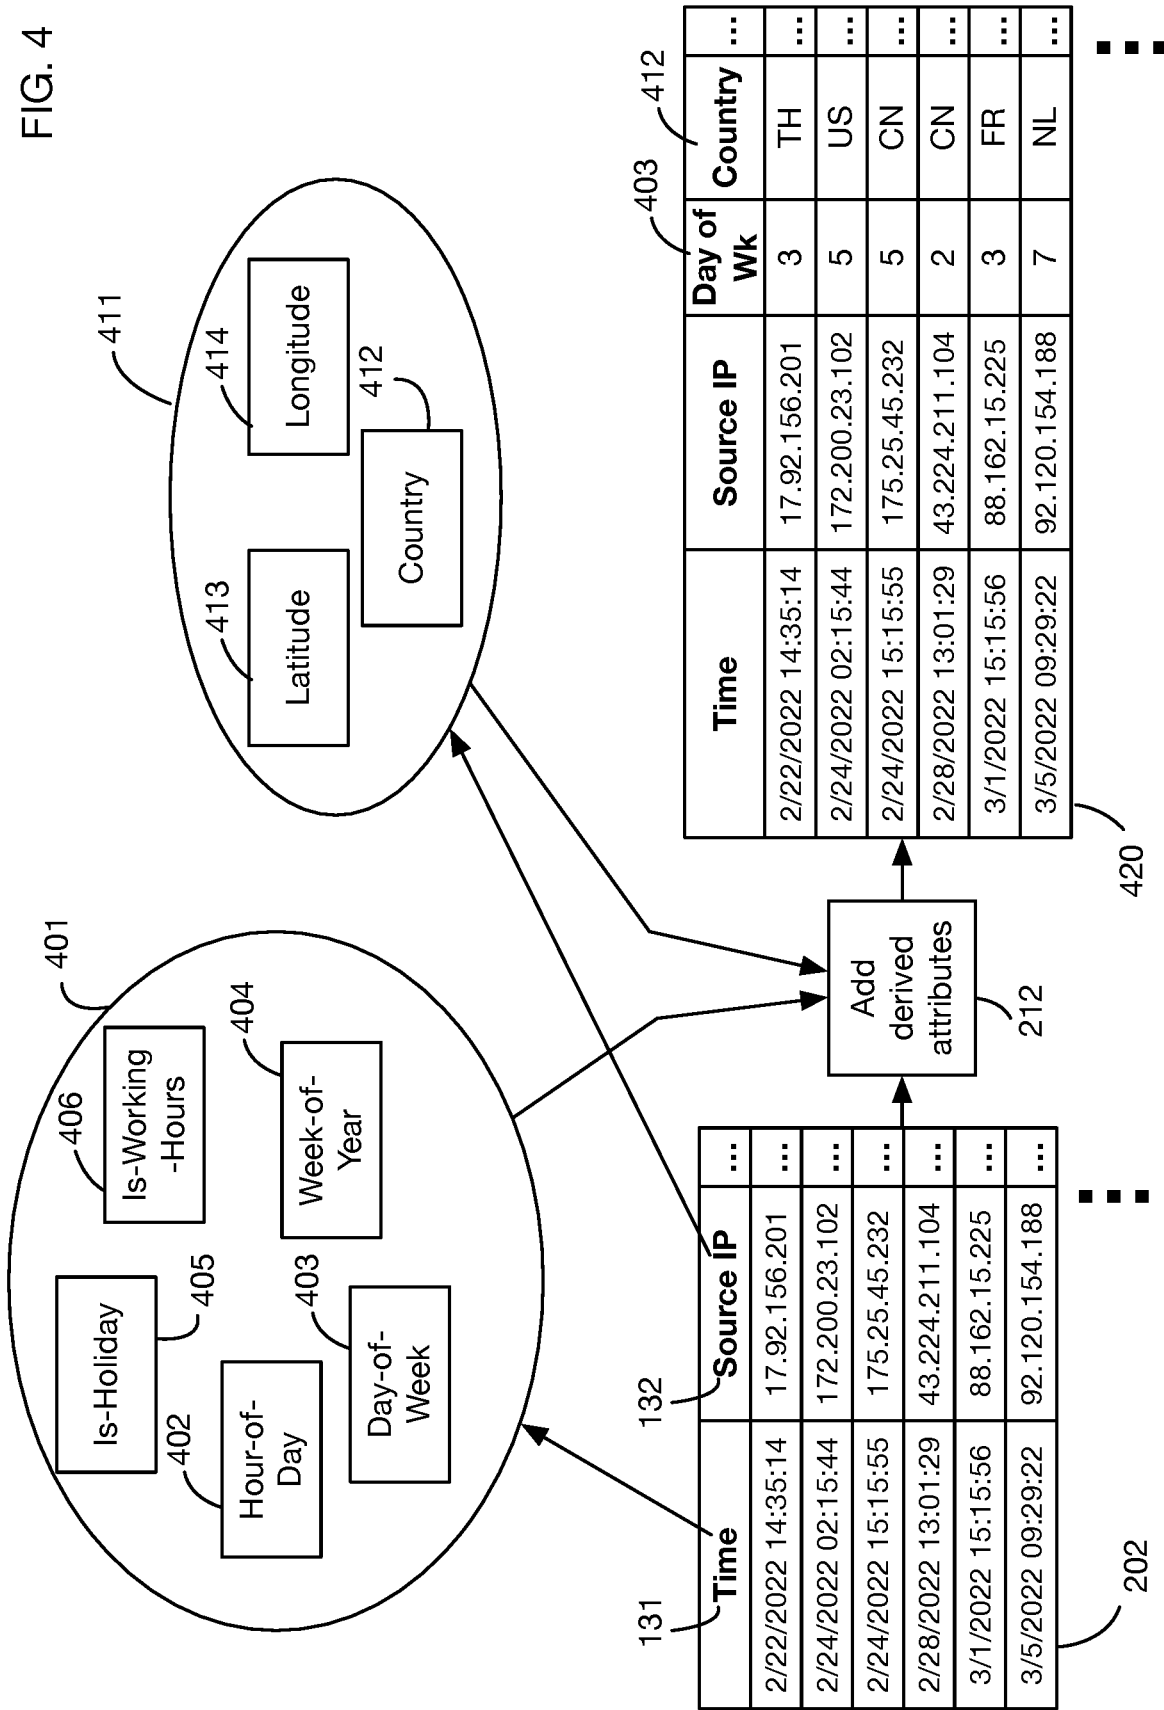 FIG. 4
401
406
Is-Working
-Hours
404
Week-of-
Year
405
Is-Holiday
402
Hour-of-
Day
403
Day-of-
Week
411
414
Longitude
412
Country
413
Latitude
131 Time 132 Source IP ...
2/22/2022 14:35:14 17.92.156.201 ...
2/24/2022 02:15:44 172.200.23.102 ...
2/24/2022 15:15:55 175.25.45.232 ...
2/28/2022 13:01:29 43.224.211.104 ...
3/1/2022 15:15:56 88.162.15.225 ...
3/5/2022 09:29:22 92.120.154.188 ...
202
Add
derived
attributes
212
403 412
Time Source IP Day of Wk Country ...
2/22/2022 14:35:14 17.92.156.201 3 TH ...
2/24/2022 02:15:44 172.200.23.102 5 US ...
2/24/2022 15:15:55 175.25.45.232 5 CN ...
2/28/2022 13:01:29 43.224.211.104 2 CN ...
3/1/2022 15:15:56 88.162.15.225 3 FR ...
3/5/2022 09:29:22 92.120.154.188 7 NL ...
420